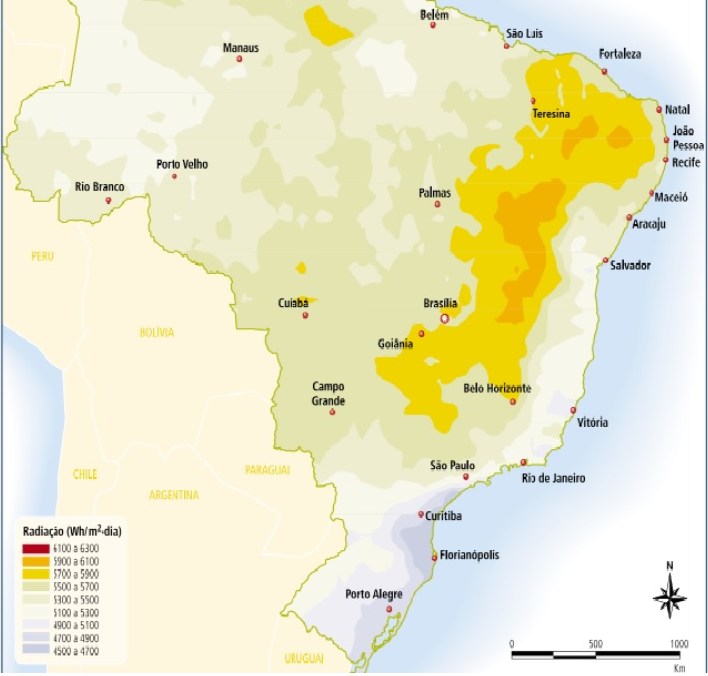 Belém
São Luis
Manaus
Fortaleza
Teresina
Natal
João
Pessoa
Recife
Porto Velho
Rio Branco
Palmas
Maceió
Aracaju
PERU
Salvador
Cuiabá
Brasília
BOLÍVIA
Goiânia
Campo
Grande
Belo Horizonte
Vitória
São Paulo
Rio de Janeiro
CHILE
PARAGUAI
ARGENTINA
Curitiba
Radiação (Wh/m²·dia)
6100 a 6300
5900 a 6100
5700 a 5900
5500 a 5700
5300 a 5500
5100 a 5300
4900 a 5100
4700 a 4900
4500 a 4700
Florianópolis
Porto Alegre
N
URUGUAI
0 500 1000
Km